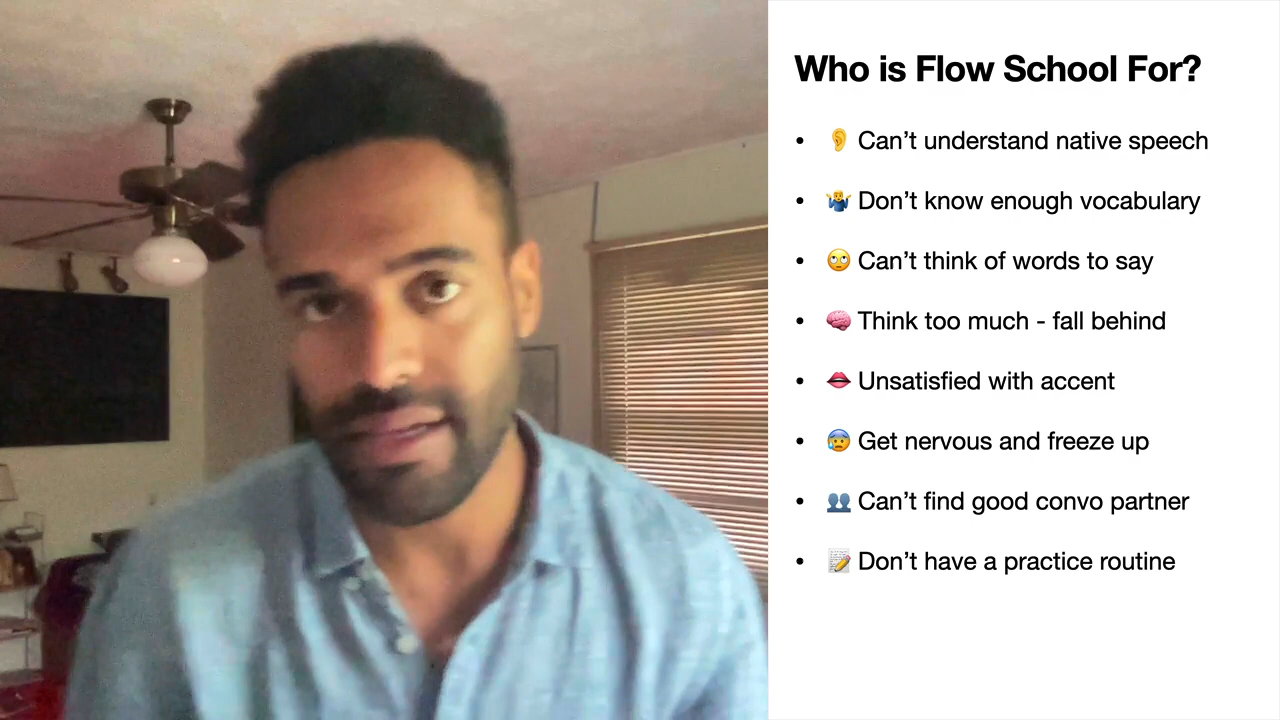 Who is Flow School For?
• 👂 Can’t understand native speech
• 🤷‍♂️ Don’t know enough vocabulary
• 🙄 Can’t think of words to say
• 🧠 Think too much - fall behind
• 👄 Unsatisfied with accent
• 😰 Get nervous and freeze up
• 👥 Can’t find good convo partner
• 📝 Don’t have a practice routine